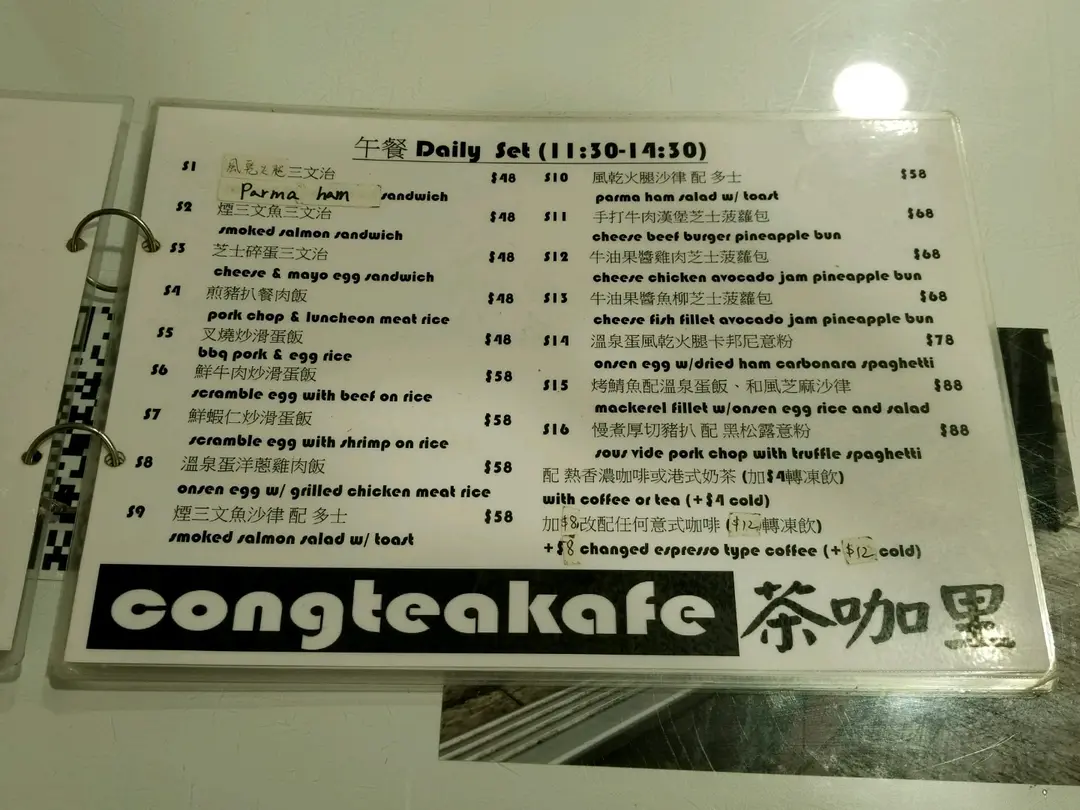 午餐 Daily Set (11:30-14:30)
S1 風乾火腿三文治 $48
Parma ham sandwich
S2 煙三文魚三文治 $48
smoked salmon sandwich
S3 芝士碎蛋三文治 $48
cheese & mayo egg sandwich
S4 煎豬扒餐肉飯 $48
pork chop & luncheon meat rice
S5 叉燒炒滑蛋飯 $48
bbq pork & egg rice
S6 鮮牛肉炒滑蛋飯 $58
scramble egg with beef on rice
S7 鮮蝦仁炒滑蛋飯 $58
scramble egg with shrimp on rice
S8 溫泉蛋洋蔥雞肉飯 $58
onsen egg w/ grilled chicken meat rice
S9 煙三文魚沙律 配 多士 $58
smoked salmon salad w/ toast
S10 風乾火腿沙律 配 多士 $58
parma ham salad w/ toast
S11 手打牛肉漢堡芝士菠蘿包 $68
cheese beef burger pineapple bun
S12 牛油果醬雞肉芝士菠蘿包 $68
cheese chicken avocado jam pineapple bun
S13 牛油果醬魚柳芝士菠蘿包 $68
cheese fish fillet avocado jam pineapple bun
S14 溫泉蛋風乾火腿卡邦尼意粉 $78
onsen egg w/dried ham carbonara spaghetti
S15 烤鯖魚配溫泉蛋飯、和風芝麻沙律 $88
mackerel fillet w/onsen egg rice and salad
S16 慢煮厚切豬扒 配 黑松露意粉 $88
sous vide pork chop with truffle spaghetti
配 熱香濃咖啡或港式奶茶 (加$4轉凍飲)
with coffee or tea (+$4 cold)
加$8改配任何意式咖啡 ($12轉凍飲)
+$8 changed espresso type coffee (+$12 cold)
congteakafe 茶咖里